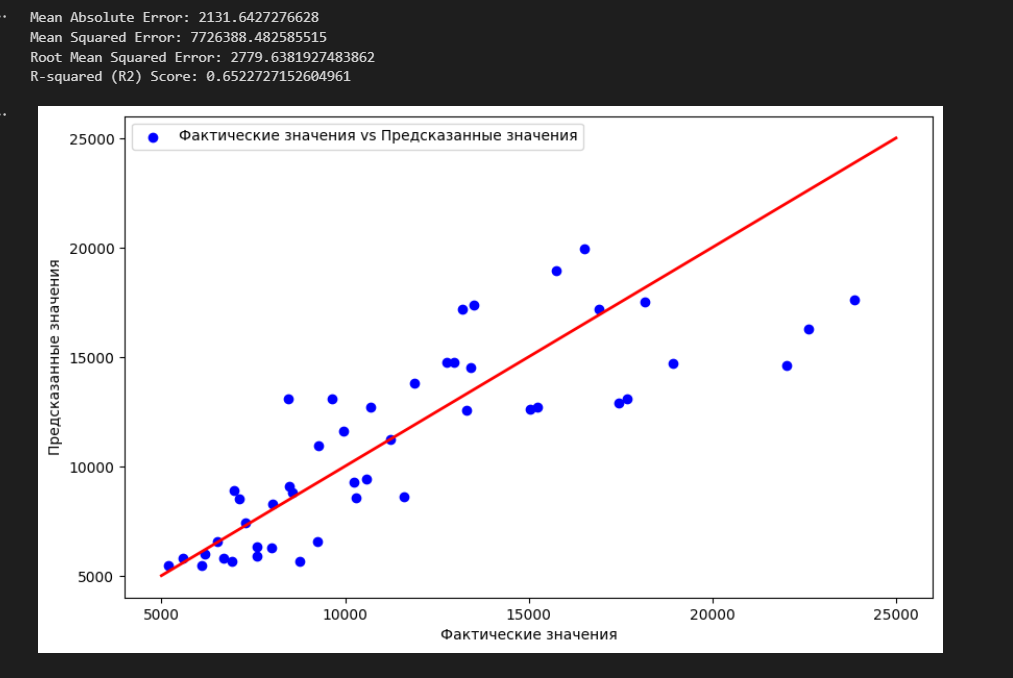 Mean Absolute Error: 2131.6427276628
Mean Squared Error: 7726388.482585515
Root Mean Squared Error: 2779.6381927483862
R-squared (R2) Score: 0.6522727152604961
Фактические значения vs Предсказанные значения
25000
20000
15000
10000
5000
Предсказанные значения
5000 10000 15000 20000 25000
Фактические значения